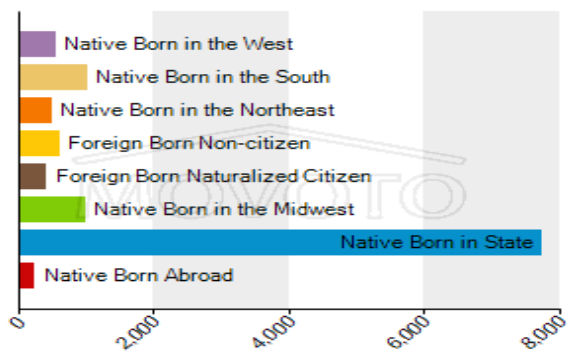 Native Born in the West
Native Born in the South
Native Born in the Northeast
Foreign Born Non-citizen
Foreign Born Naturalized Citizen
MOVOTO
Native Born in the Midwest
Native Born in State
Native Born Abroad
0
2,000
4,000
6,000
8,000